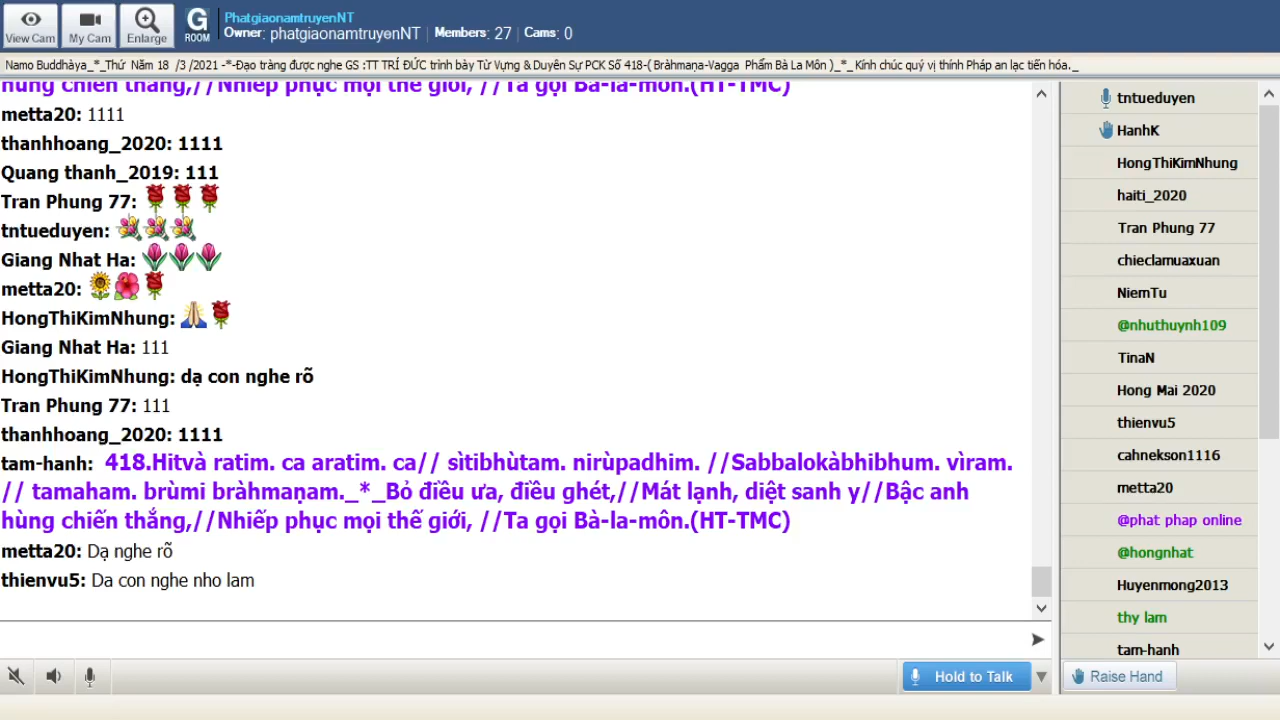 View Cam
My Cam
Enlarge
G
ROOM
PhatgiaonamtruyenNT
Owner: phatgiaonamtruyenNT | Members: 27 | Cams: 0
Namo Buddhàya_*_Thứ Năm 18 /3 /2021 -*-Đạo tràng được nghe GS :TT TRÍ ĐỨC trình bày Từ Vựng & Duyên Sự PCK Số 418-( Bràhmaṇa-Vagga Phẩm Bà La Môn )_*_ Kính chúc quý vị thính Pháp an lạc tiến hóa._
hùng chiến thắng,//Nhiếp phục mọi thế giới, //Ta gọi Bà-la-môn.(HT-TMC)
metta20: 1111
thanhhoang_2020: 1111
Quang thanh_2019: 111
Tran Phung 77:
tntueduyen:
Giang Nhat Ha:
metta20:
HongThiKimNhung:
Giang Nhat Ha: 111
HongThiKimNhung: dạ con nghe rõ
Tran Phung 77: 111
thanhhoang_2020: 1111
tam-hanh: 418.Hitvà ratim. ca aratim. ca// sìtibhùtam. nirùpadhim. //Sabbalokàbhibhum. vìram.
// tamaham. brùmi bràhmaṇam._*_Bỏ điều ưa, điều ghét,//Mát lạnh, diệt sanh y//Bậc anh
hùng chiến thắng,//Nhiếp phục mọi thế giới, //Ta gọi Bà-la-môn.(HT-TMC)
metta20: Dạ nghe rõ
thienvu5: Da con nghe nho lam
tntueduyen
HanhK
HongThiKimNhung
haiti_2020
Tran Phung 77
chieclamuaxuan
NiemTu
@nhuthuynh109
TinaN
Hong Mai 2020
thienvu5
cahnekson1116
metta20
@phat phap online
@hongnhat
Huyenmong2013
thy lam
tam-hanh
Hold to Talk
Raise Hand